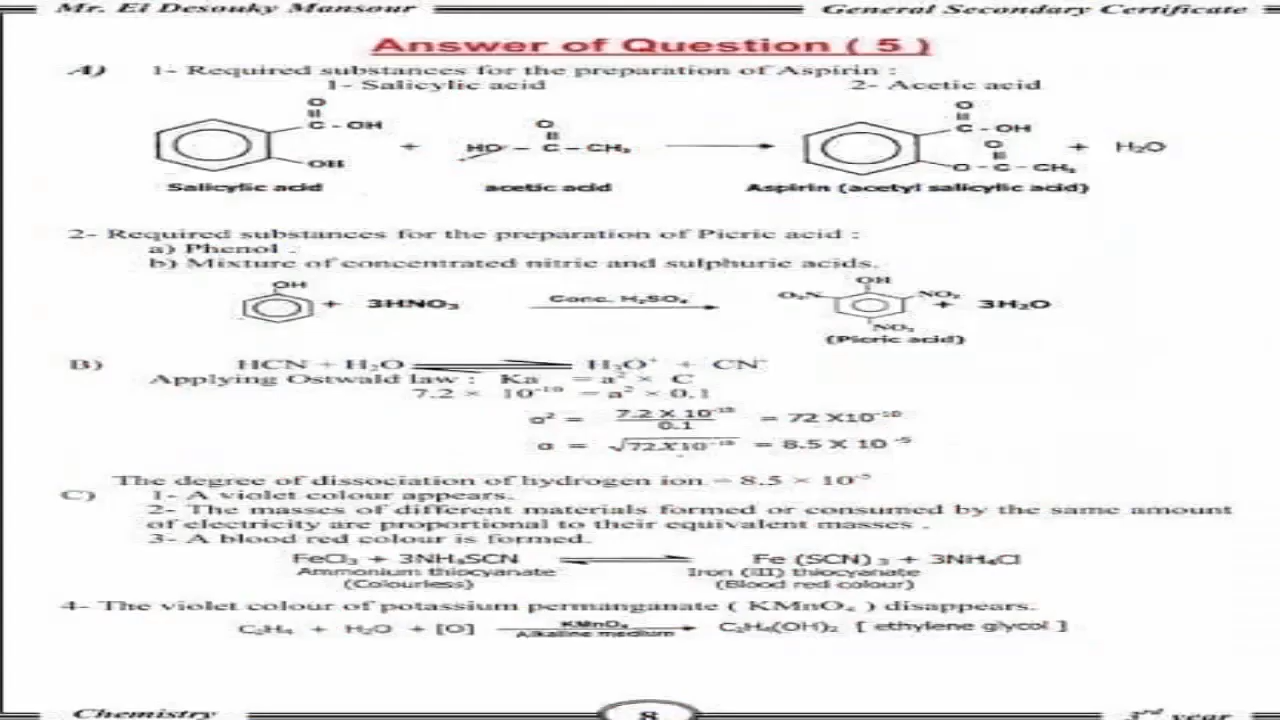 Mr. El Desouky Mansour General Secondary Certificate
Answer of Question ( 5 )
A) 1- Required substances for the preparation of Aspirin :
1- Salicylic acid 2- Acetic acid
O O
C - OH O C - OH
HO - C - CH₃ O + H₂O
+ OH O - C - CH₃
Salicylic acid acetic acid Aspirin (acetyl salicylic acid)
2- Required substances for the preparation of Picric acid :
a) Phenol .
b) Mixture of concentrated nitric and sulphuric acids.
OH OH
+ 3HNO₃ Conc. H₂SO₄ O₂N NO₂ + 3H₂O
NO₂
(Picric acid)
B) HCN + H₂O ⇌ H₃O⁺ + CN⁻
Applying Ostwald law : Ka = a² × C
7.2 × 10⁻¹⁰ = a² × 0.1
α² = 7.2 X 10⁻¹⁰ / 0.1 = 72 X10⁻¹⁰
α = √72X10⁻¹⁰ = 8.5 X 10⁻⁵
The degree of dissociation of hydrogen ion = 8.5 × 10⁻⁵
C) 1- A violet colour appears.
2- The masses of different materials formed or consumed by the same amount
of electricity are proportional to their equivalent masses .
3- A blood red colour is formed.
FeCl₃ + 3NH₄SCN ⇌ Fe (SCN)₃ + 3NH₄Cl
Ammonium thiocyanate Iron (III) thiocyanate
(Colourless) (Blood red colour)
4- The violet colour of potassium permanganate ( KMnO₄ ) disappears.
C₂H₄ + H₂O + [O] KMnO₄ → C₂H₄(OH)₂ [ ethylene glycol ]
Alkaline medium
Chemistry 8 3ʳᵈ year